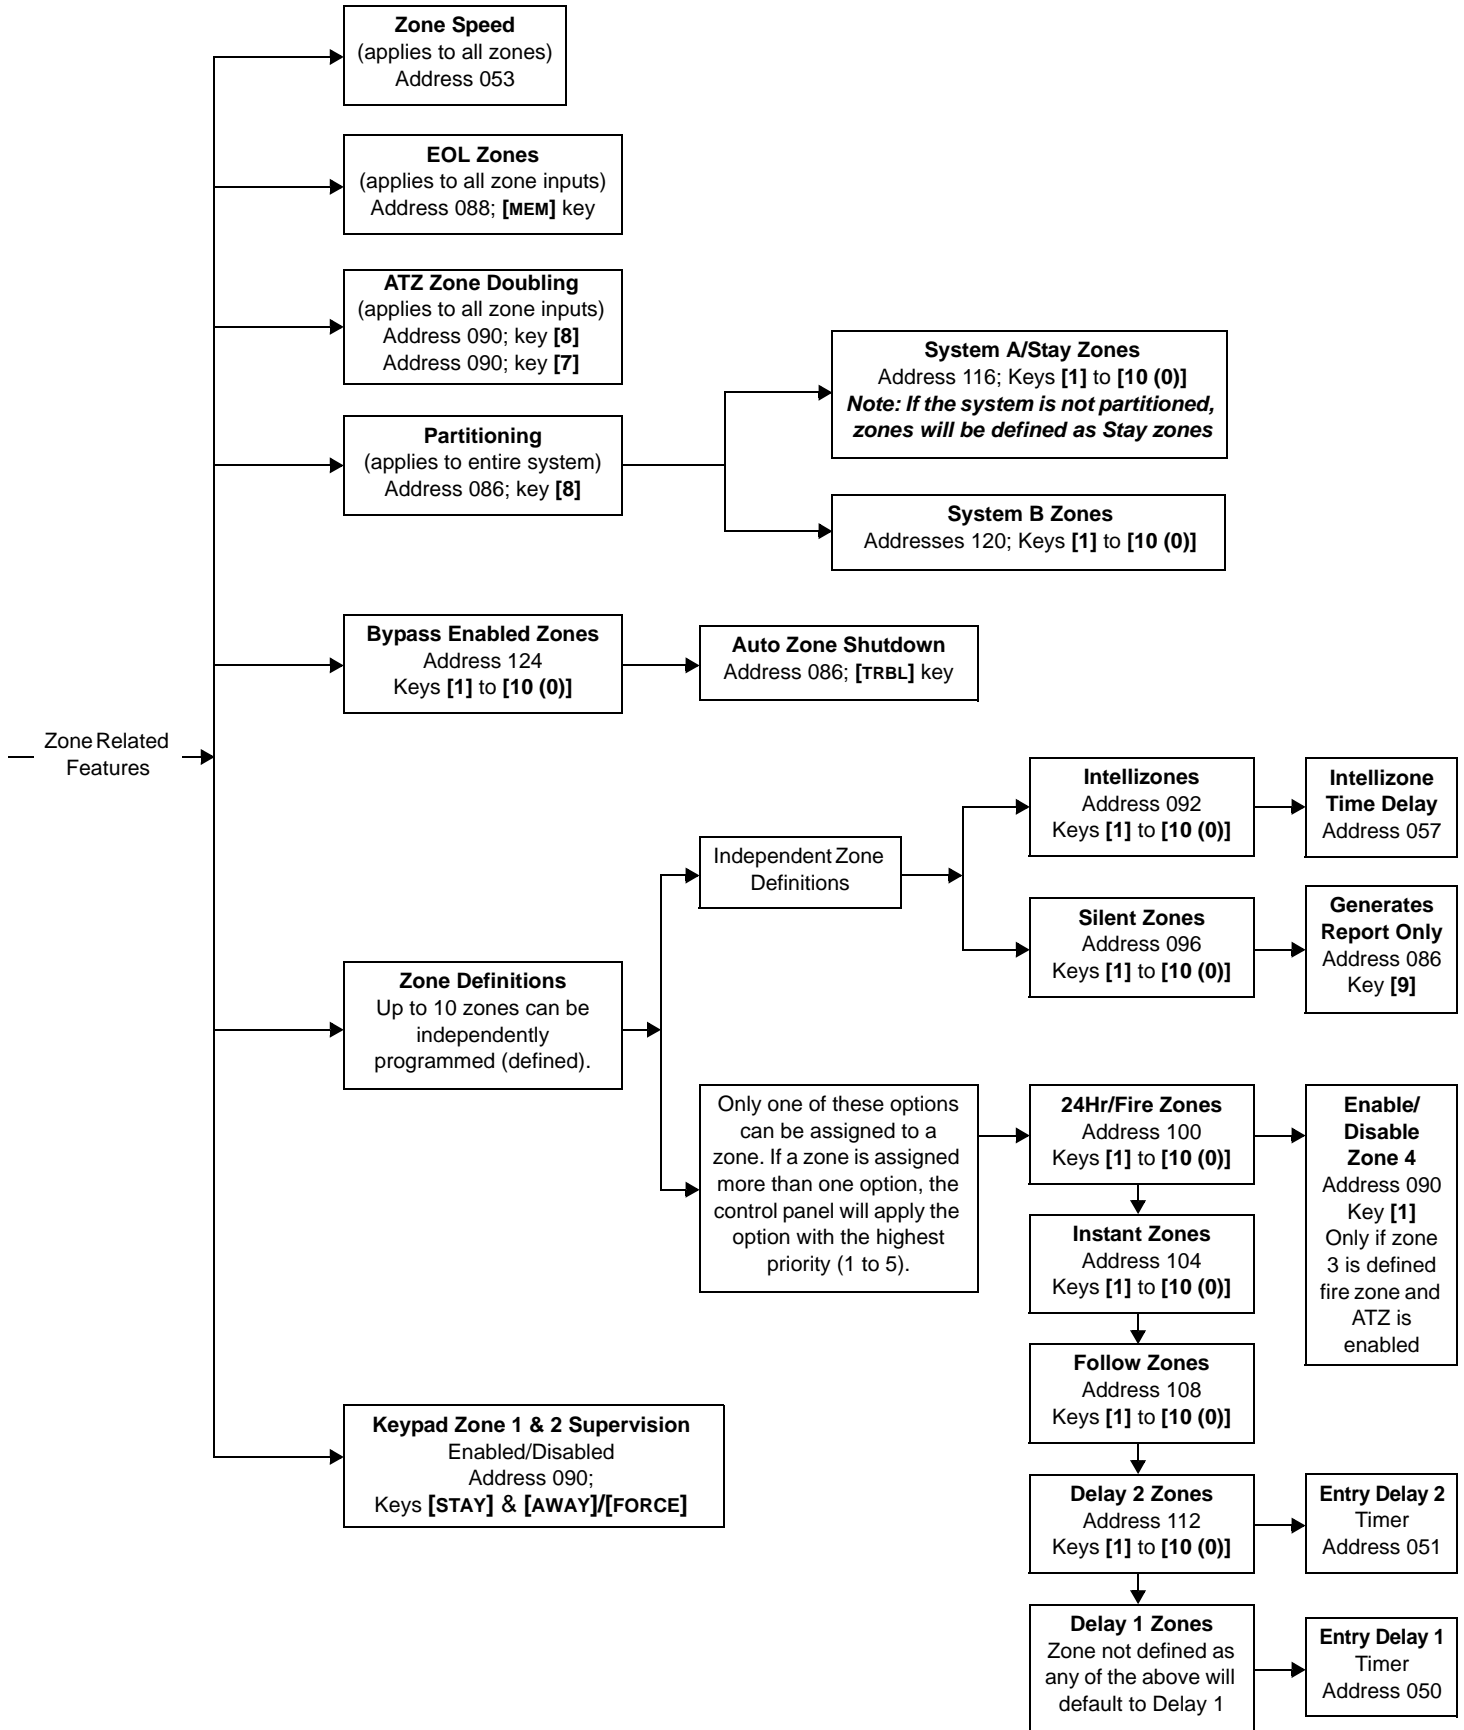 Zone Speed
(applies to all zones)
Address 053
EOL Zones
(applies to all zone inputs)
Address 088; [MEM] key
ATZ Zone Doubling
(applies to all zone inputs)
Address 090; key [8]
Address 090; key [7]
Partitioning
(applies to entire system)
Address 086; key [8]
System A/Stay Zones
Address 116; Keys [1] to [10 (0)]
Note: If the system is not partitioned,
zones will be defined as Stay zones
System B Zones
Addresses 120; Keys [1] to [10 (0)]
Bypass Enabled Zones
Address 124
Keys [1] to [10 (0)]
Auto Zone Shutdown
Address 086; [TRBL] key
Zone Related
Features
Zone Definitions
Up to 10 zones can be
independently
programmed (defined).
Independent Zone
Definitions
Intellizones
Address 092
Keys [1] to [10 (0)]
Intellizone
Time Delay
Address 057
Silent Zones
Address 096
Keys [1] to [10 (0)]
Generates
Report Only
Address 086
Key [9]
Only one of these options
can be assigned to a
zone. If a zone is assigned
more than one option, the
control panel will apply the
option with the highest
priority (1 to 5).
24Hr/Fire Zones
Address 100
Keys [1] to [10 (0)]
Enable/
Disable
Zone 4
Address 090
Key [1]
Only if zone
3 is defined
fire zone and
ATZ is
enabled
Instant Zones
Address 104
Keys [1] to [10 (0)]
Follow Zones
Address 108
Keys [1] to [10 (0)]
Delay 2 Zones
Address 112
Keys [1] to [10 (0)]
Entry Delay 2
Timer
Address 051
Delay 1 Zones
Zone not defined as
any of the above will
default to Delay 1
Entry Delay 1
Timer
Address 050
Keypad Zone 1 & 2 Supervision
Enabled/Disabled
Address 090;
Keys [STAY] & [AWAY]/[FORCE]